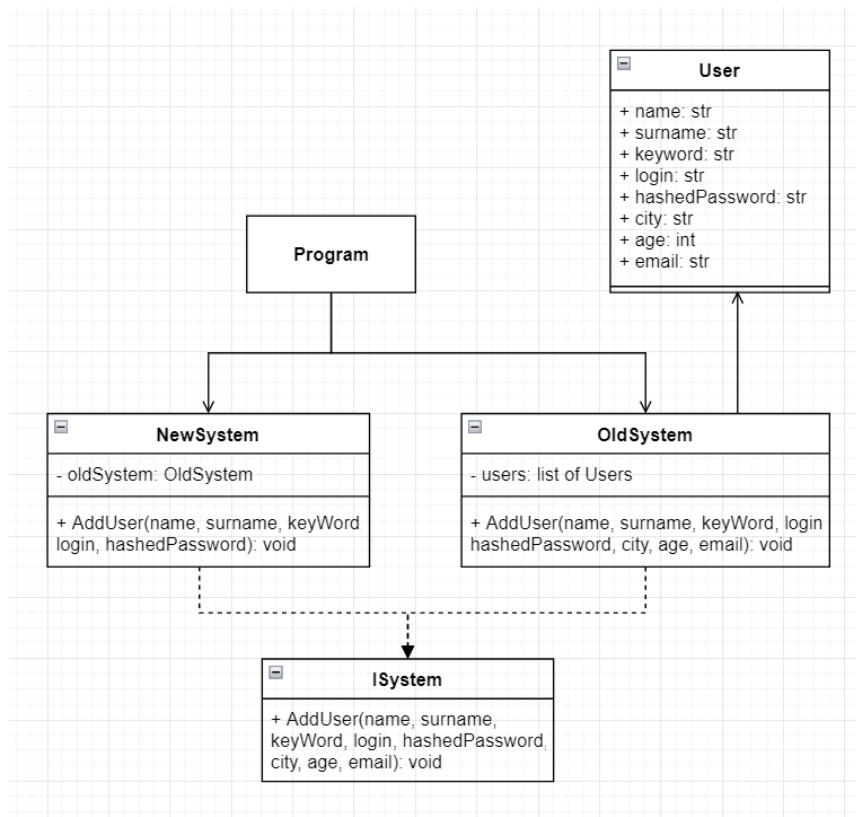 User
+ name: str
+ surname: str
+ keyword: str
+ login: str
+ hashedPassword: str
+ city: str
+ age: int
+ email: str
Program
NewSystem
- oldSystem: OldSystem
+ AddUser(name, surname, keyWord
login, hashedPassword): void
OldSystem
- users: list of Users
+ AddUser(name, surname, keyWord, login
hashedPassword, city, age, email): void
ISystem
+ AddUser(name, surname,
keyWord, login, hashedPassword,
city, age, email): void